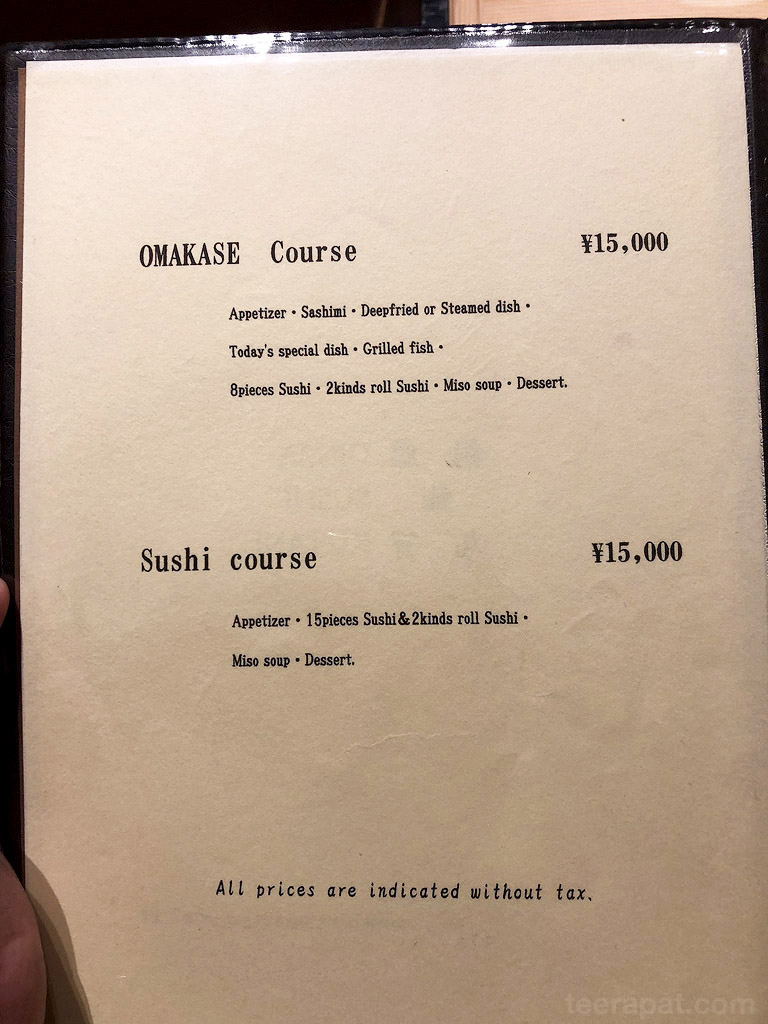 OMAKASE Course ¥15,000
Appetizer・Sashimi・Deepfried or Steamed dish・
Today's special dish・Grilled fish・
8pieces Sushi・2kinds roll Sushi・Miso soup・Dessert.
Sushi course ¥15,000
Appetizer・15pieces Sushi&2kinds roll Sushi・
Miso soup・Dessert.
All prices are indicated without tax.
teerapat.com